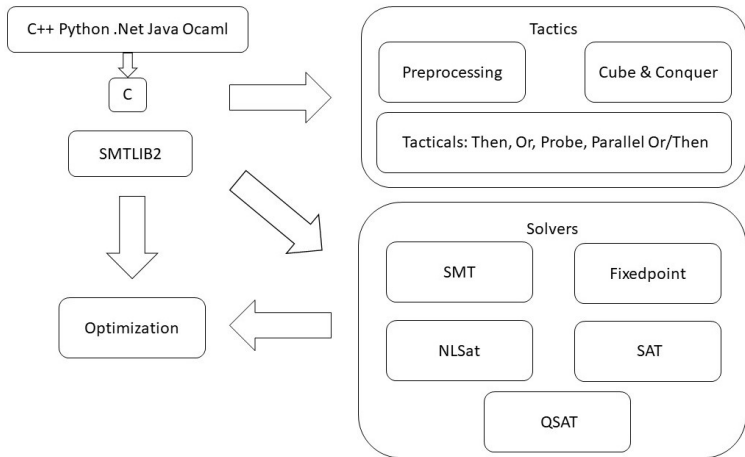 C++ Python .Net Java Ocaml
C
SMTLIB2
Optimization
Tactics
Preprocessing
Cube & Conquer
Tacticals: Then, Or, Probe, Parallel Or/Then
Solvers
SMT
Fixedpoint
NLSat
SAT
QSAT